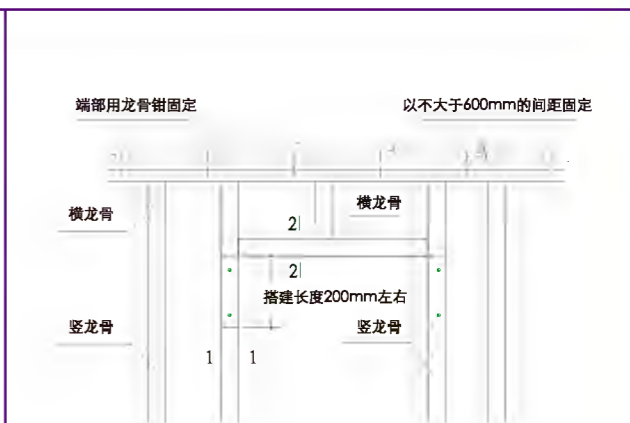 端部用龙骨钳固定
以不大于600mm的间距固定
横龙骨
横龙骨
2
2
搭建长度200mm左右
竖龙骨
竖龙骨
1
1